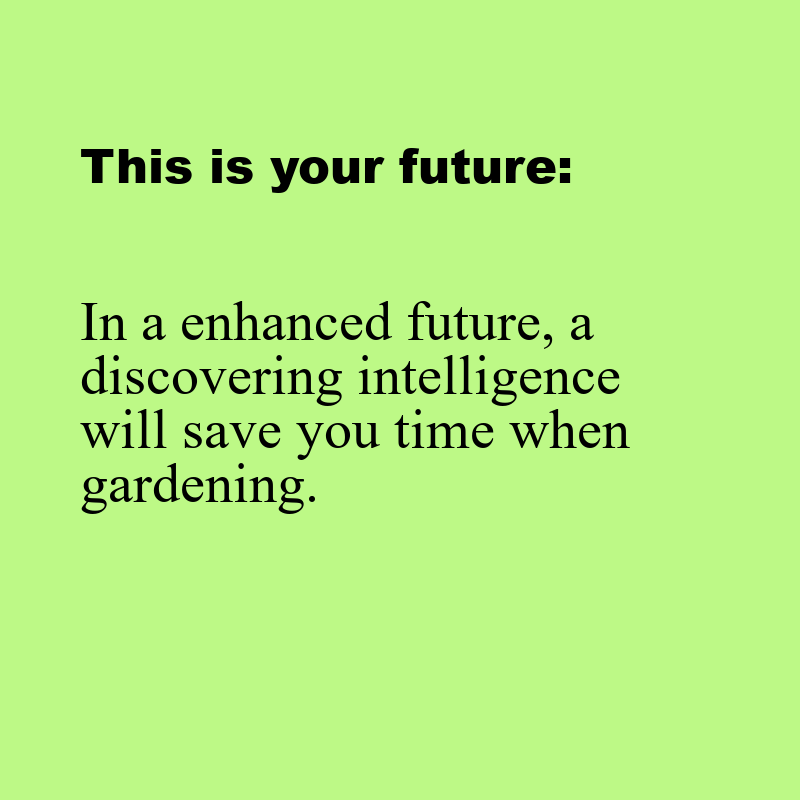 This is your future:
In a enhanced future, a
discovering intelligence
will save you time when
gardening.